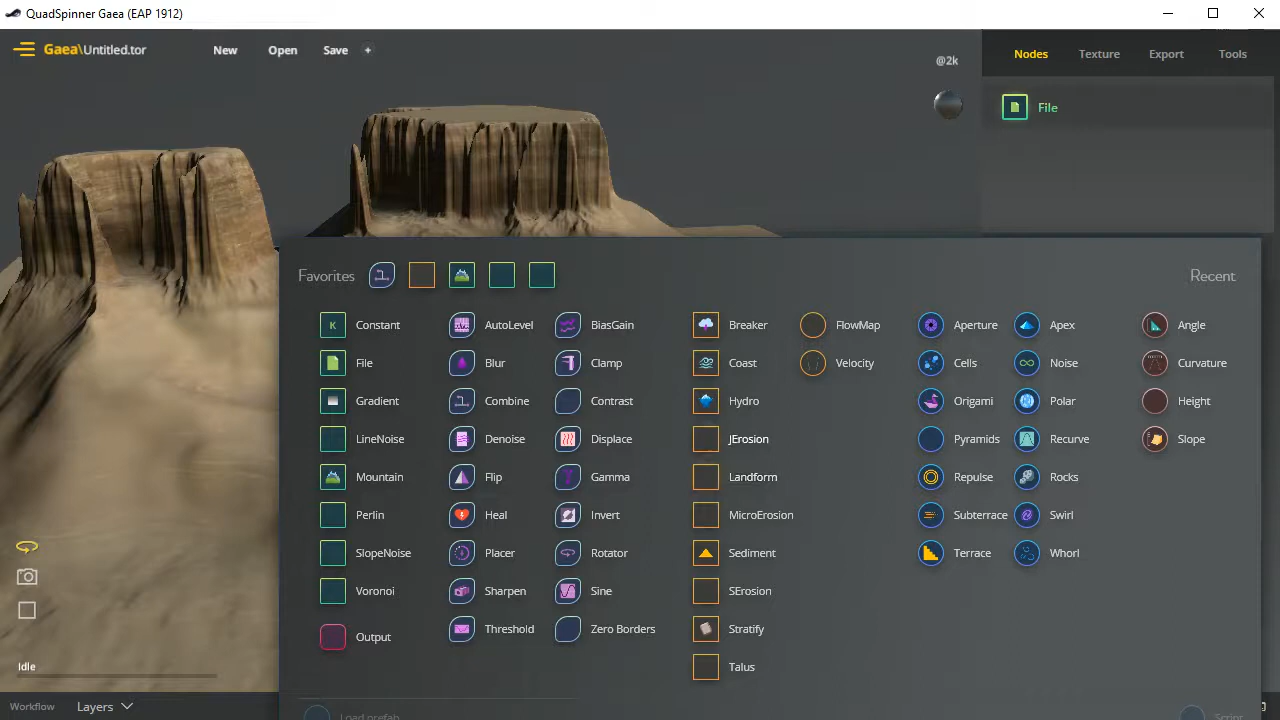 QuadSpinner Gaea (EAP 1912)
Gaea\Untitled.tor New Open Save +
@2k
Nodes Texture Export Tools
File
Favorites Recent
K Constant AutoLevel BiasGain Breaker FlowMap Aperture Apex Angle
File Blur Clamp Coast Velocity Cells Noise Curvature
Gradient Combine Contrast Hydro Origami Polar Height
LineNoise Denoise Displace JErosion Pyramids Recurve Slope
Mountain Flip Gamma Landform Repulse Rocks
Perlin Heal Invert MicroErosion Subterrace Swirl
SlopeNoise Placer Rotator Sediment Terrace Whorl
Voronoi Sharpen Sine SErosion
Output Threshold Zero Borders Stratify
Talus
Idle
Workflow Layers Load prefab Script